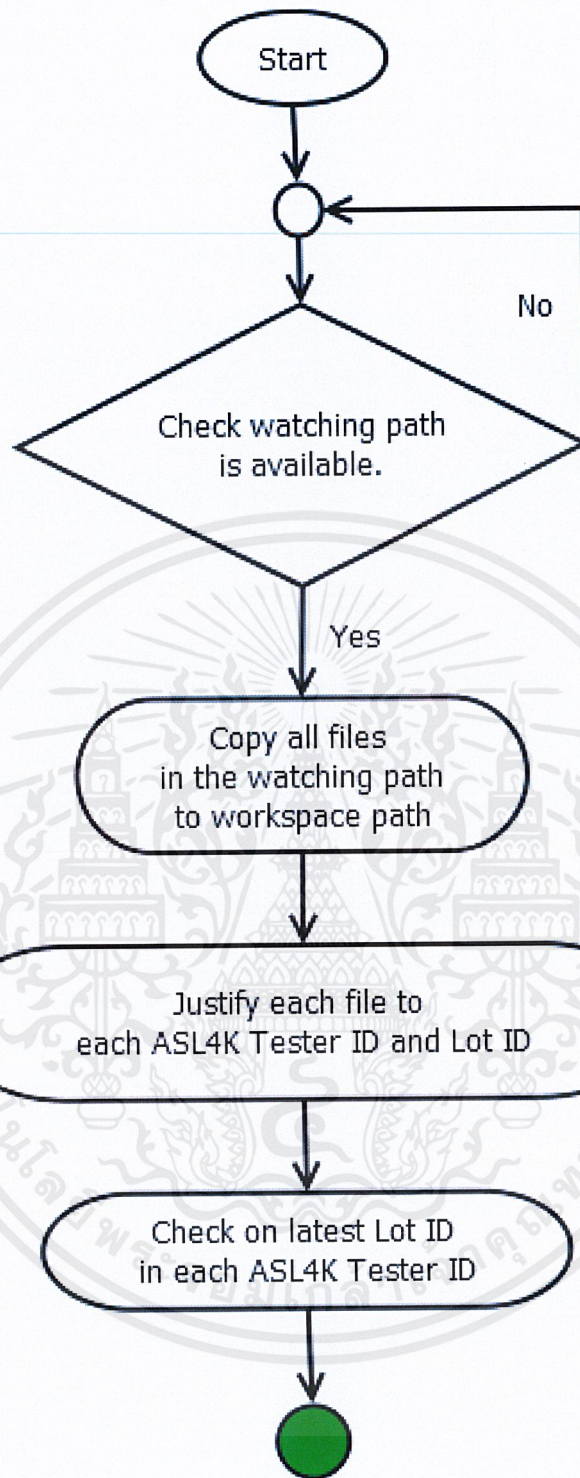 Start
No
Check watching path
is available.
Yes
Copy all files
in the watching path
to workspace path
Justify each file to
each ASL4K Tester ID and Lot ID
Check on latest Lot ID
in each ASL4K Tester ID